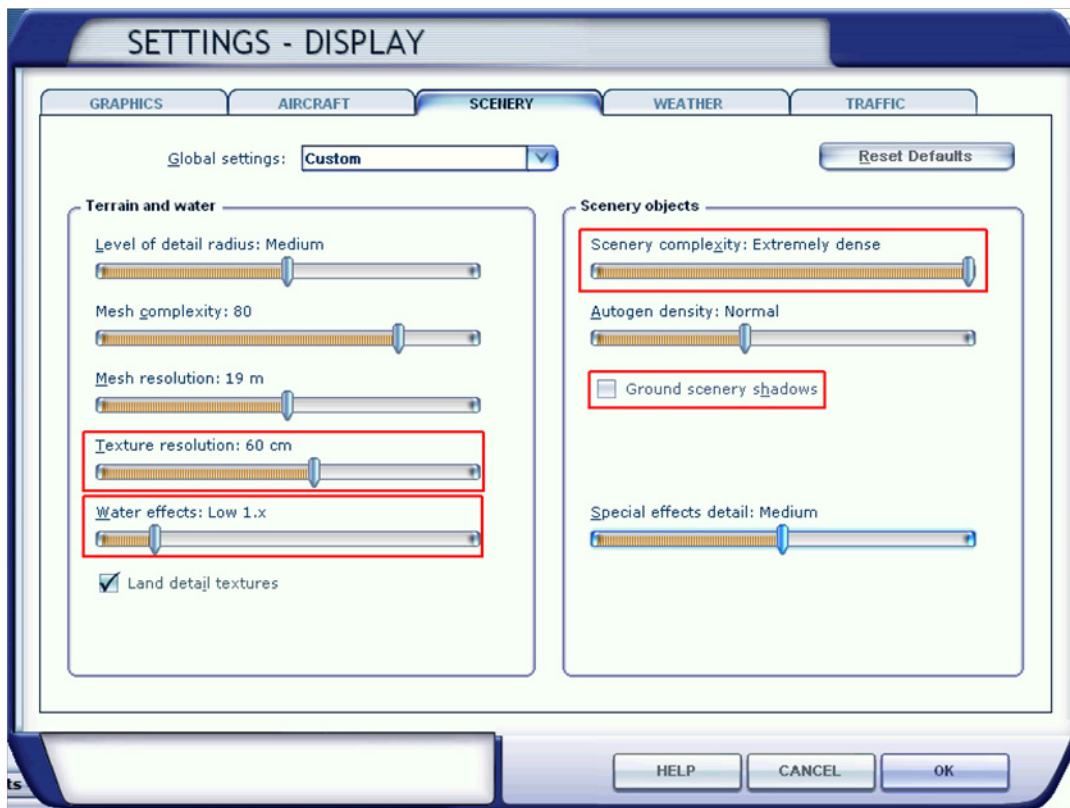 SETTINGS - DISPLAY
GRAPHICS
AIRCRAFT
SCENERY
WEATHER
TRAFFIC
Global settings: Custom
Reset Defaults
Terrain and water
Level of detail radius: Medium
Mesh complexity: 80
Mesh resolution: 19 m
Texture resolution: 60 cm
Water effects: Low 1.x
Land detail textures
Scenery objects
Scenery complexity: Extremely dense
Autogen density: Normal
Ground scenery shadows
Special effects detail: Medium
ts
HELP
CANCEL
OK